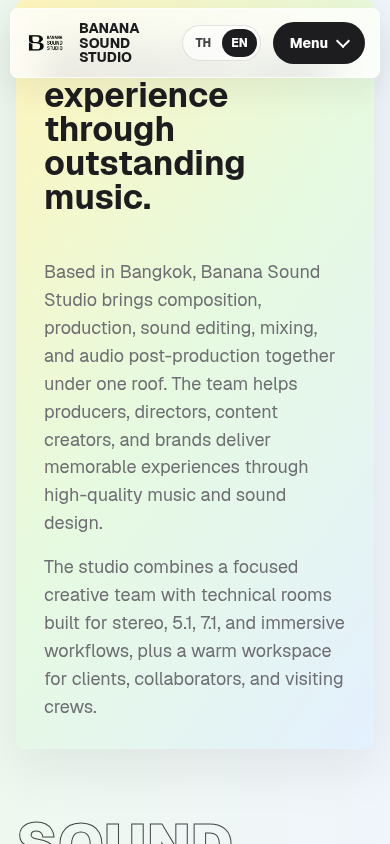 B BANANA SOUND STUDIO
BANANA
SOUND
STUDIO
TH EN
Menu
experience
through
outstanding
music.
Based in Bangkok, Banana Sound
Studio brings composition,
production, sound editing, mixing,
and audio post-production together
under one roof. The team helps
producers, directors, content
creators, and brands deliver
memorable experiences through
high-quality music and sound
design.
The studio combines a focused
creative team with technical rooms
built for stereo, 5.1, 7.1, and immersive
workflows, plus a warm workspace
for clients, collaborators, and visiting
crews.
SOUND